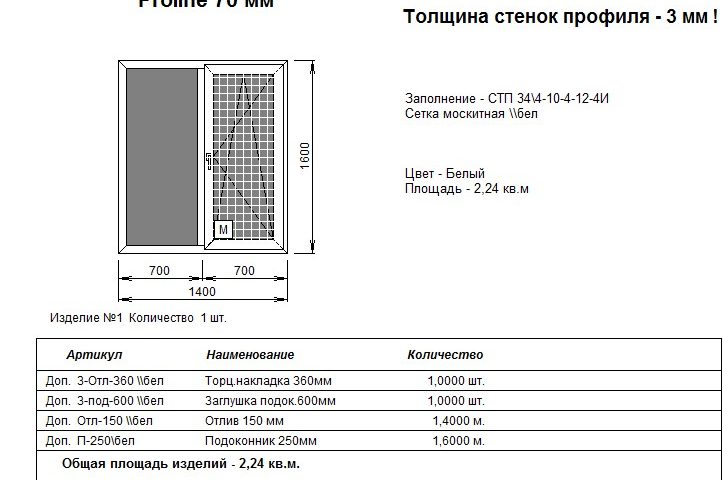 Proline 70 мм
Толщина стенок профиля - 3 мм !
Заполнение - СТП 34\4-10-4-12-4И
Сетка москитная \\бел
Цвет - Белый
Площадь - 2,24 кв.м
1600
М
700 700
1400
Изделие №1 Количество 1 шт.
Артикул Наименование Количество
Доп. З-Отл-360 \\бел Торц.накладка 360мм 1,0000 шт.
Доп. З-под-600 \\бел Заглушка подок.600мм 1,0000 шт.
Доп. Отл-150 \\бел Отлив 150 мм 1,4000 м.
Доп. П-250\бел Подоконник 250мм 1,6000 м.
Общая площадь изделий - 2,24 кв.м.